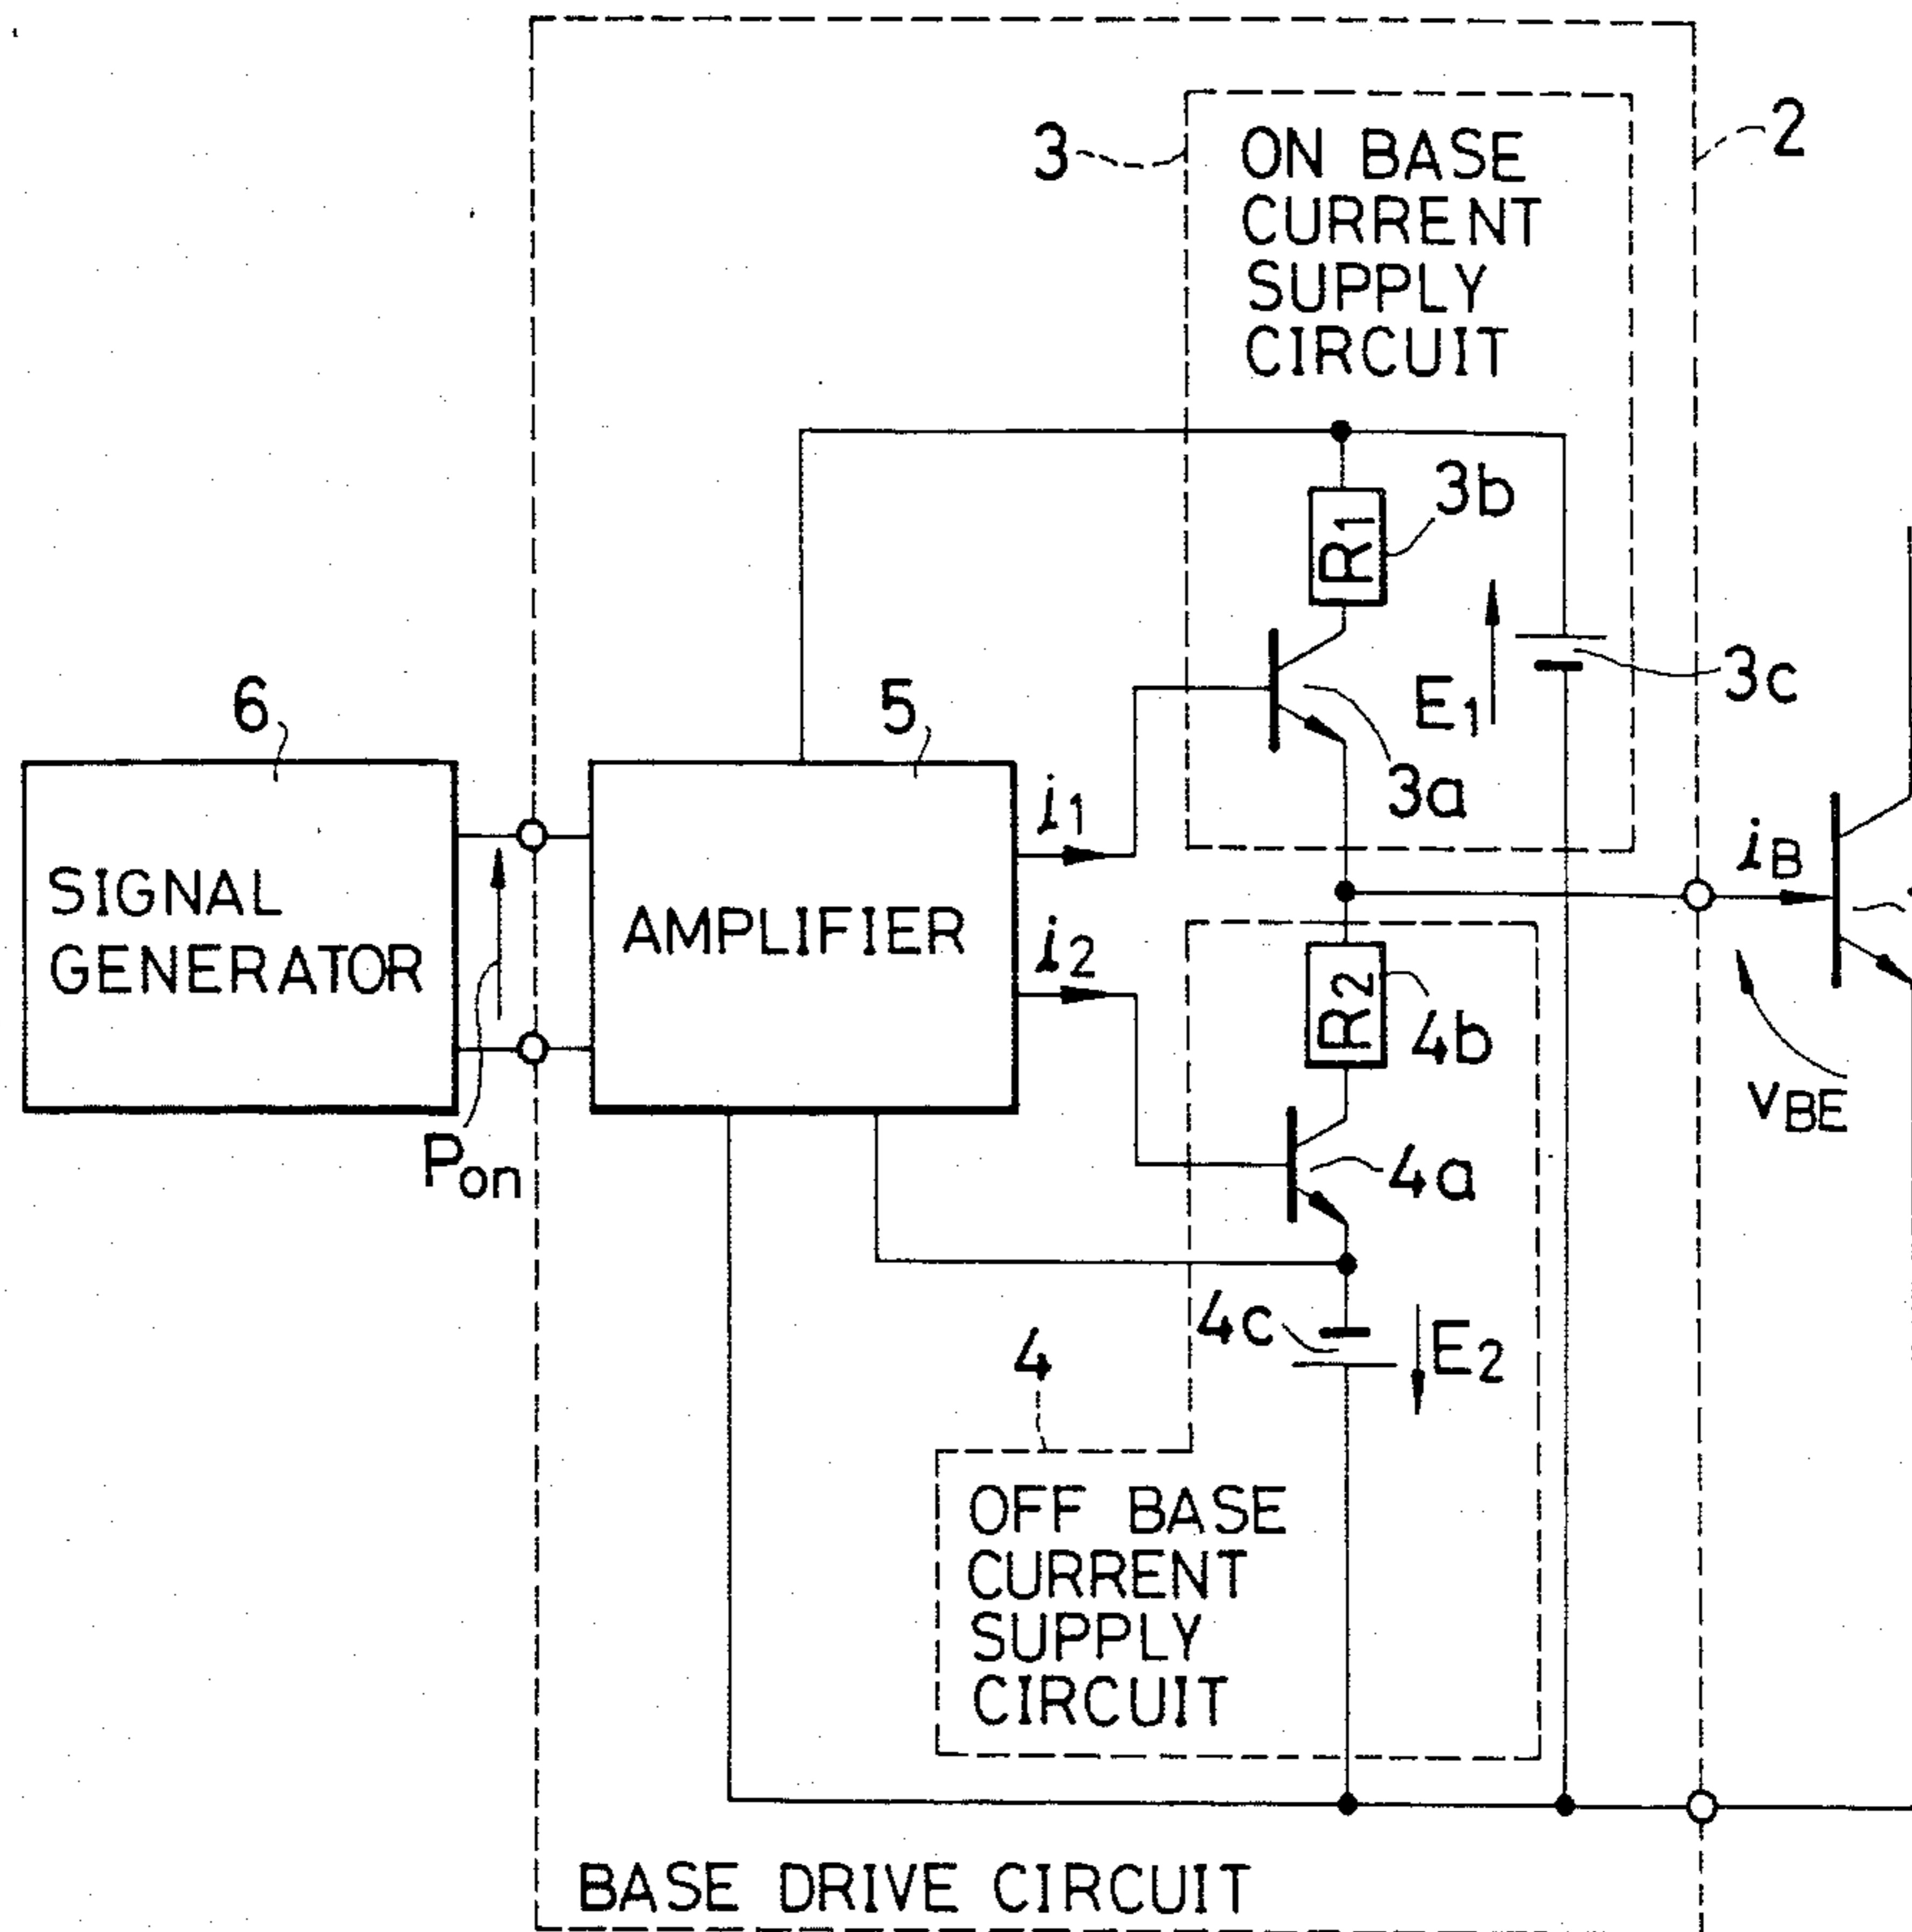 2
3
ON BASE
CURRENT
SUPPLY
CIRCUIT
3b
R1
E1
3c
3a
6
5
SIGNAL
GENERATOR
AMPLIFIER
i1
i2
iB
Pon
R2
4b
vBE
4a
4c
E2
4
OFF BASE
CURRENT
SUPPLY
CIRCUIT
BASE DRIVE CIRCUIT